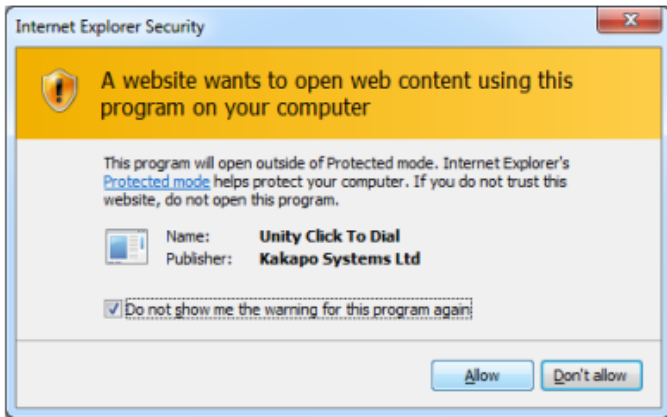 Internet Explorer Security
A website wants to open web content using this
program on your computer
This program will open outside of Protected mode. Internet Explorer's
Protected mode helps protect your computer. If you do not trust this
website, do not open this program.
Name: Unity Click To Dial
Publisher: Kakapo Systems Ltd
Do not show me the warning for this program again
Allow Don't allow